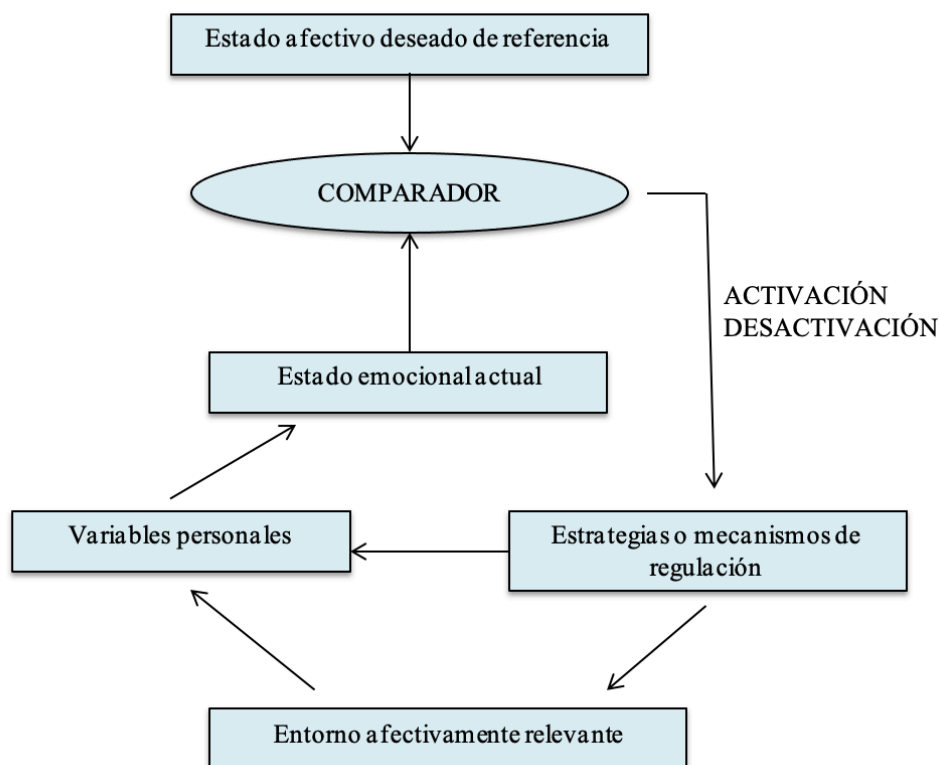 Estado afectivo deseado de referencia
COMPARADOR
ACTIVACIÓN
DESACTIVACIÓN
Estado emocional actual
Variables personales
Estrategias o mecanismos de
regulación
Entorno afectivamente relevante